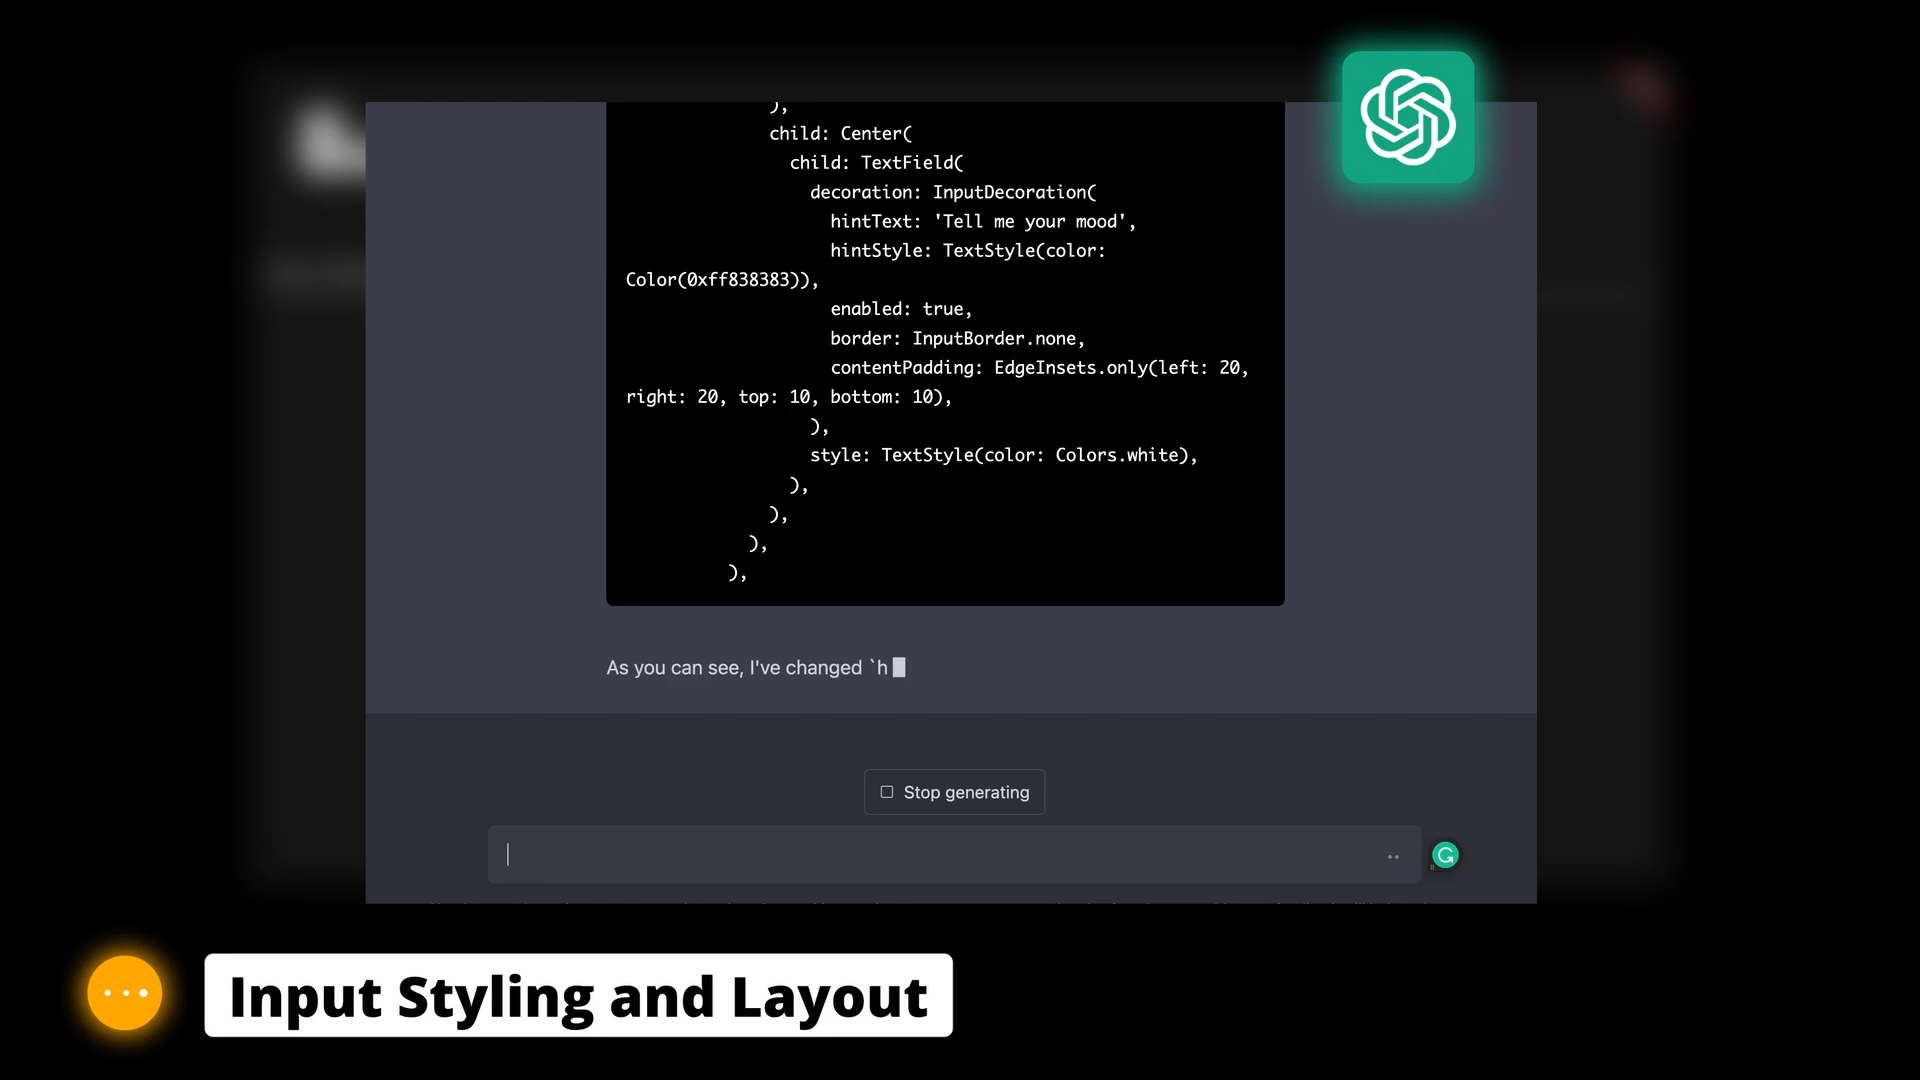 ),
child: Center(
child: TextField(
decoration: InputDecoration(
hintText: 'Tell me your mood',
hintStyle: TextStyle(color:
Color(0xff838383)),
enabled: true,
border: InputBorder.none,
contentPadding: EdgeInsets.only(left: 20,
right: 20, top: 10, bottom: 10),
),
style: TextStyle(color: Colors.white),
),
),
),
),
As you can see, I've changed `h
Stop generating
Input Styling and Layout